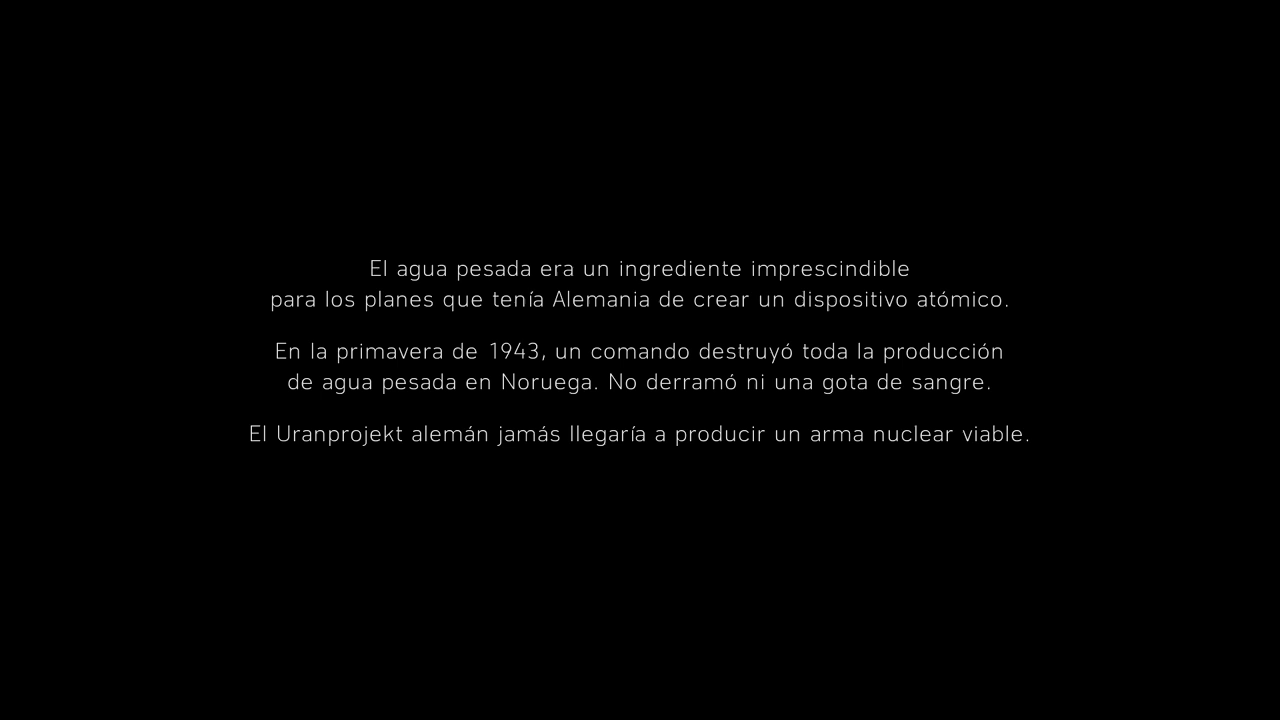 El agua pesada era un ingrediente imprescindible
para los planes que tenía Alemania de crear un dispositivo atómico.
En la primavera de 1943, un comando destruyó toda la producción
de agua pesada en Noruega. No derramó ni una gota de sangre.
El Uranprojekt alemán jamás llegaría a producir un arma nuclear viable.